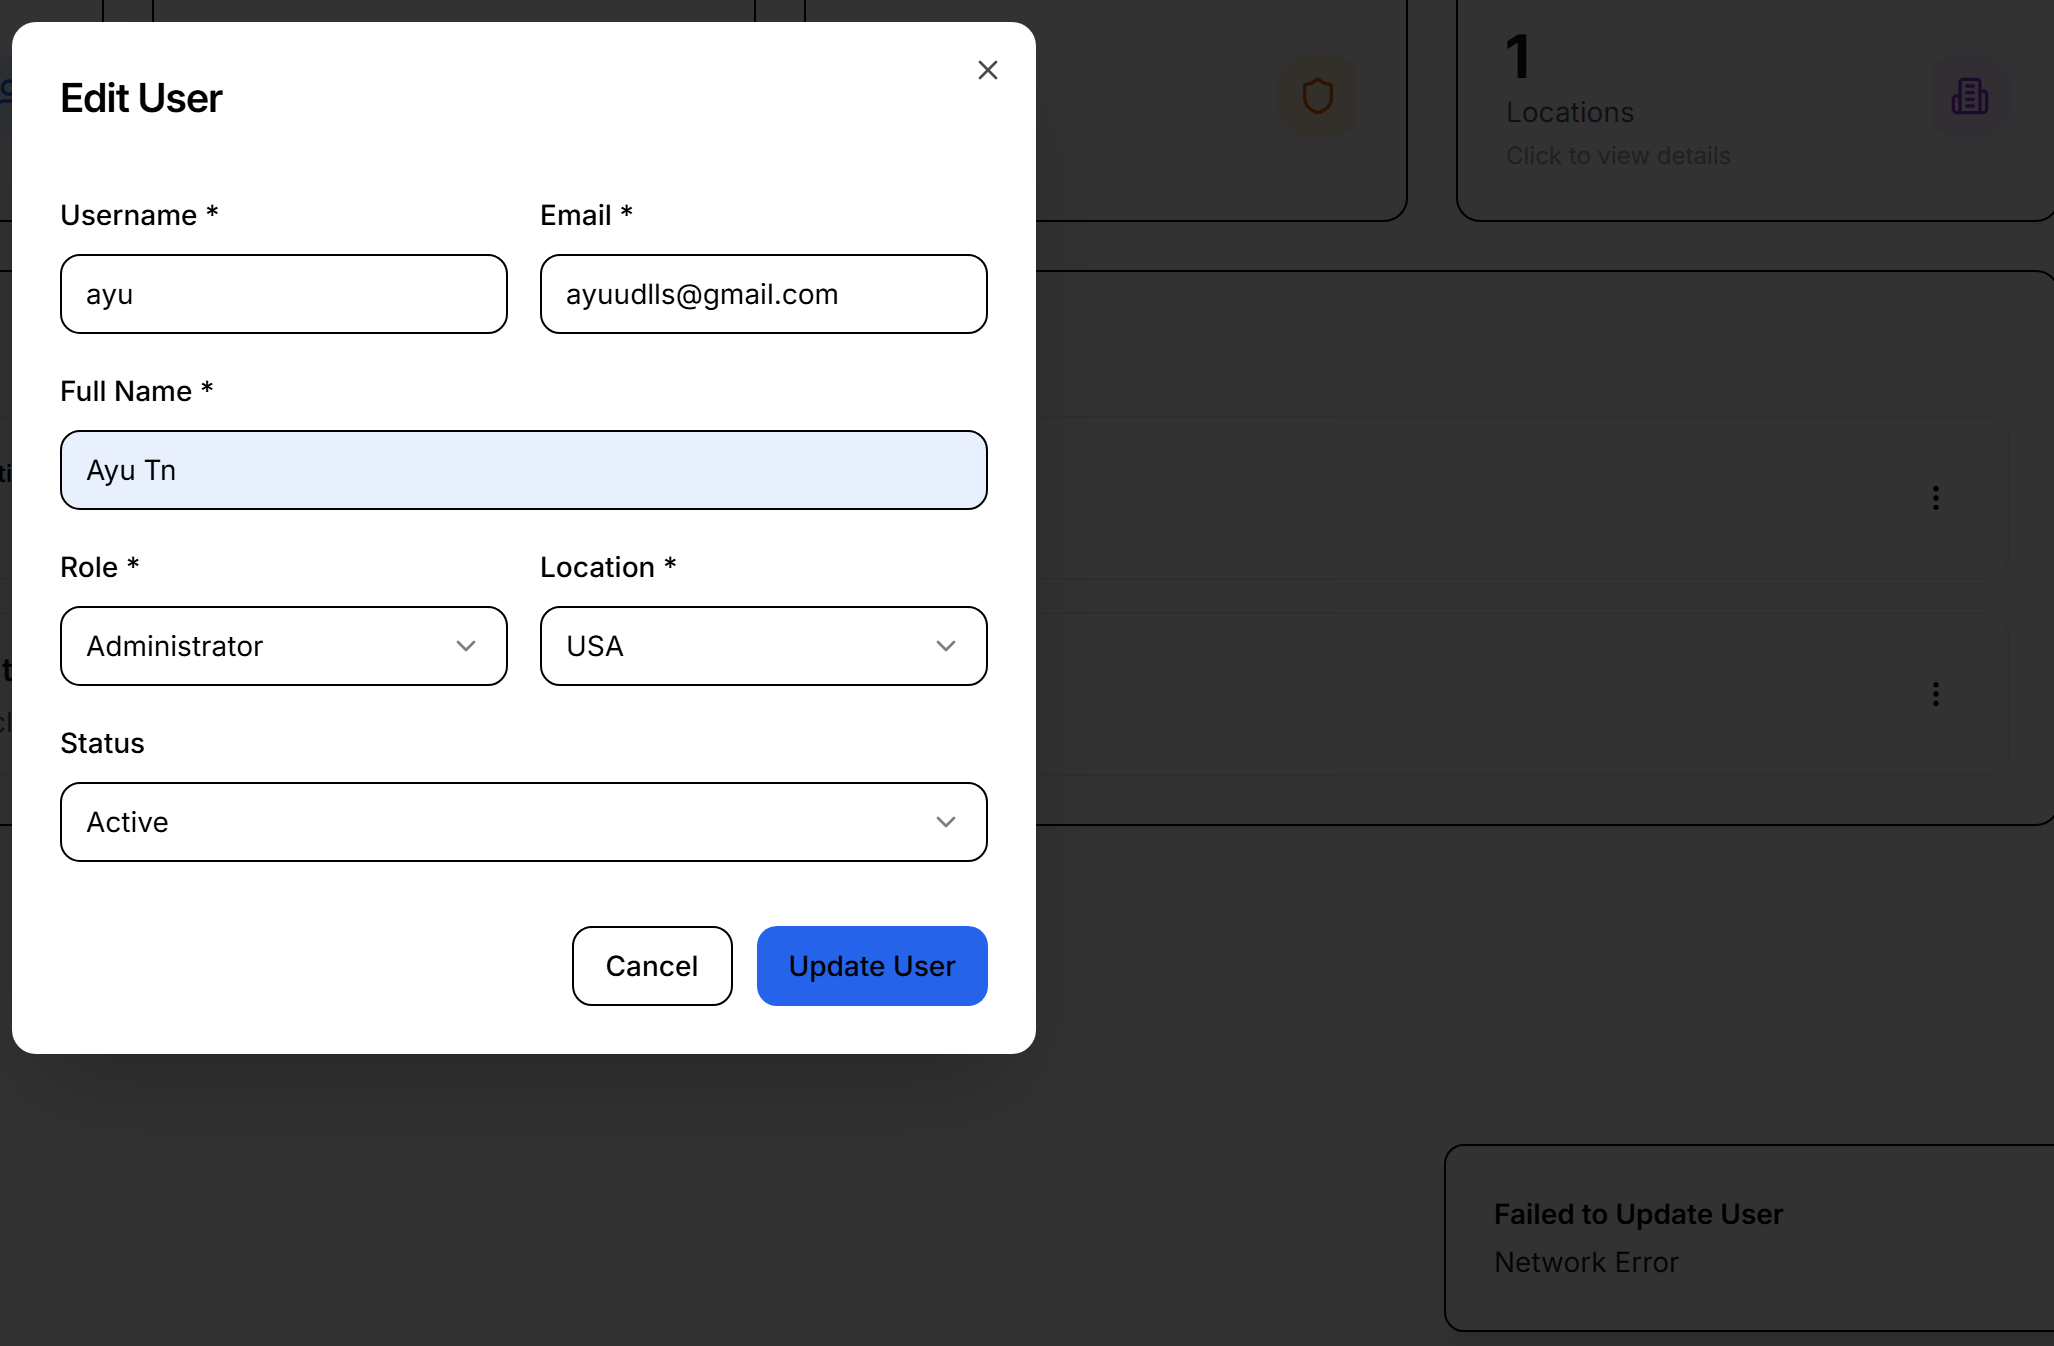 Edit User
Username *
Email *
ayu
ayuudlls@gmail.com
Full Name *
Ayu Tn
Role *
Location *
Administrator
USA
Status
Active
Cancel
Update User
1
Locations
Click to view details
Failed to Update User
Network Error